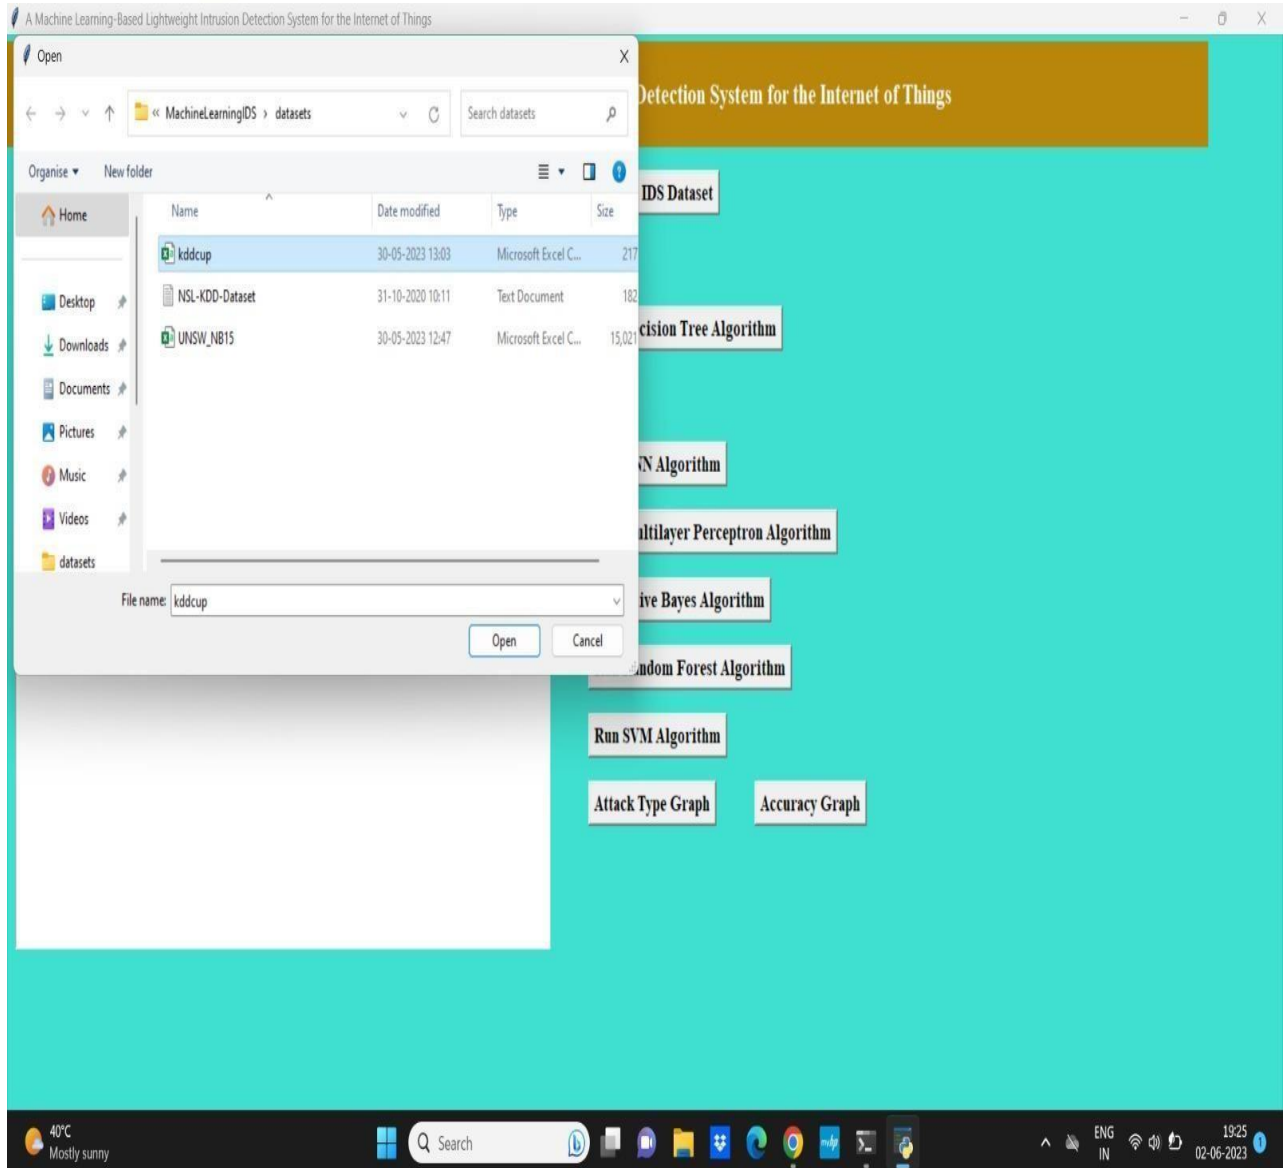 A Machine Learning-Based Lightweight Intrusion Detection System for the Internet of Things
Open
Detection System for the Internet of Things
« MachineLearningIDS › datasets
Search datasets
Organise
New folder
Home
Name
Date modified
Type
Size
IDS Dataset
kddcup
30-05-2023 13:03
Microsoft Excel C...
217
Desktop
NSL-KDD-Dataset
31-10-2020 10:11
Text Document
182
Downloads
UNSW_NB15
30-05-2023 12:47
Microsoft Excel C...
15,021
cision Tree Algorithm
Documents
Pictures
Music
NN Algorithm
Videos
ultilayer Perceptron Algorithm
datasets
File name:
kddcup
ive Bayes Algorithm
Open
Cancel
andom Forest Algorithm
Run SVM Algorithm
Attack Type Graph
Accuracy Graph
40°C
Mostly sunny
Search
myhp
ENG
IN
19:25
02-06-2023
1